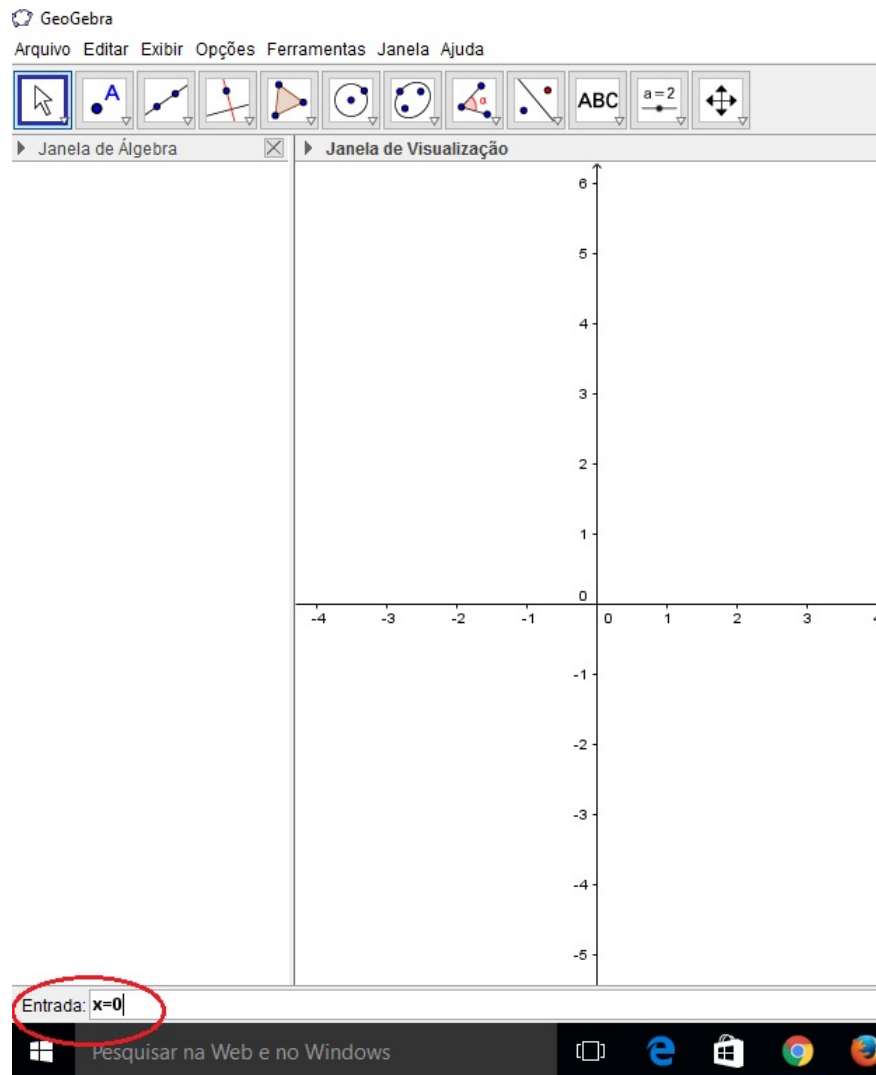 GeoGebra
Arquivo Editar Exibir Opções Ferramentas Janela Ajuda
A α ABC a=2
Janela de Álgebra Janela de Visualização
6
5
4
3
2
1
0
-4 -3 -2 -1 0 1 2 3
-1
-2
-3
-4
-5
Entrada: x=0
Pesquisar na Web e no Windows